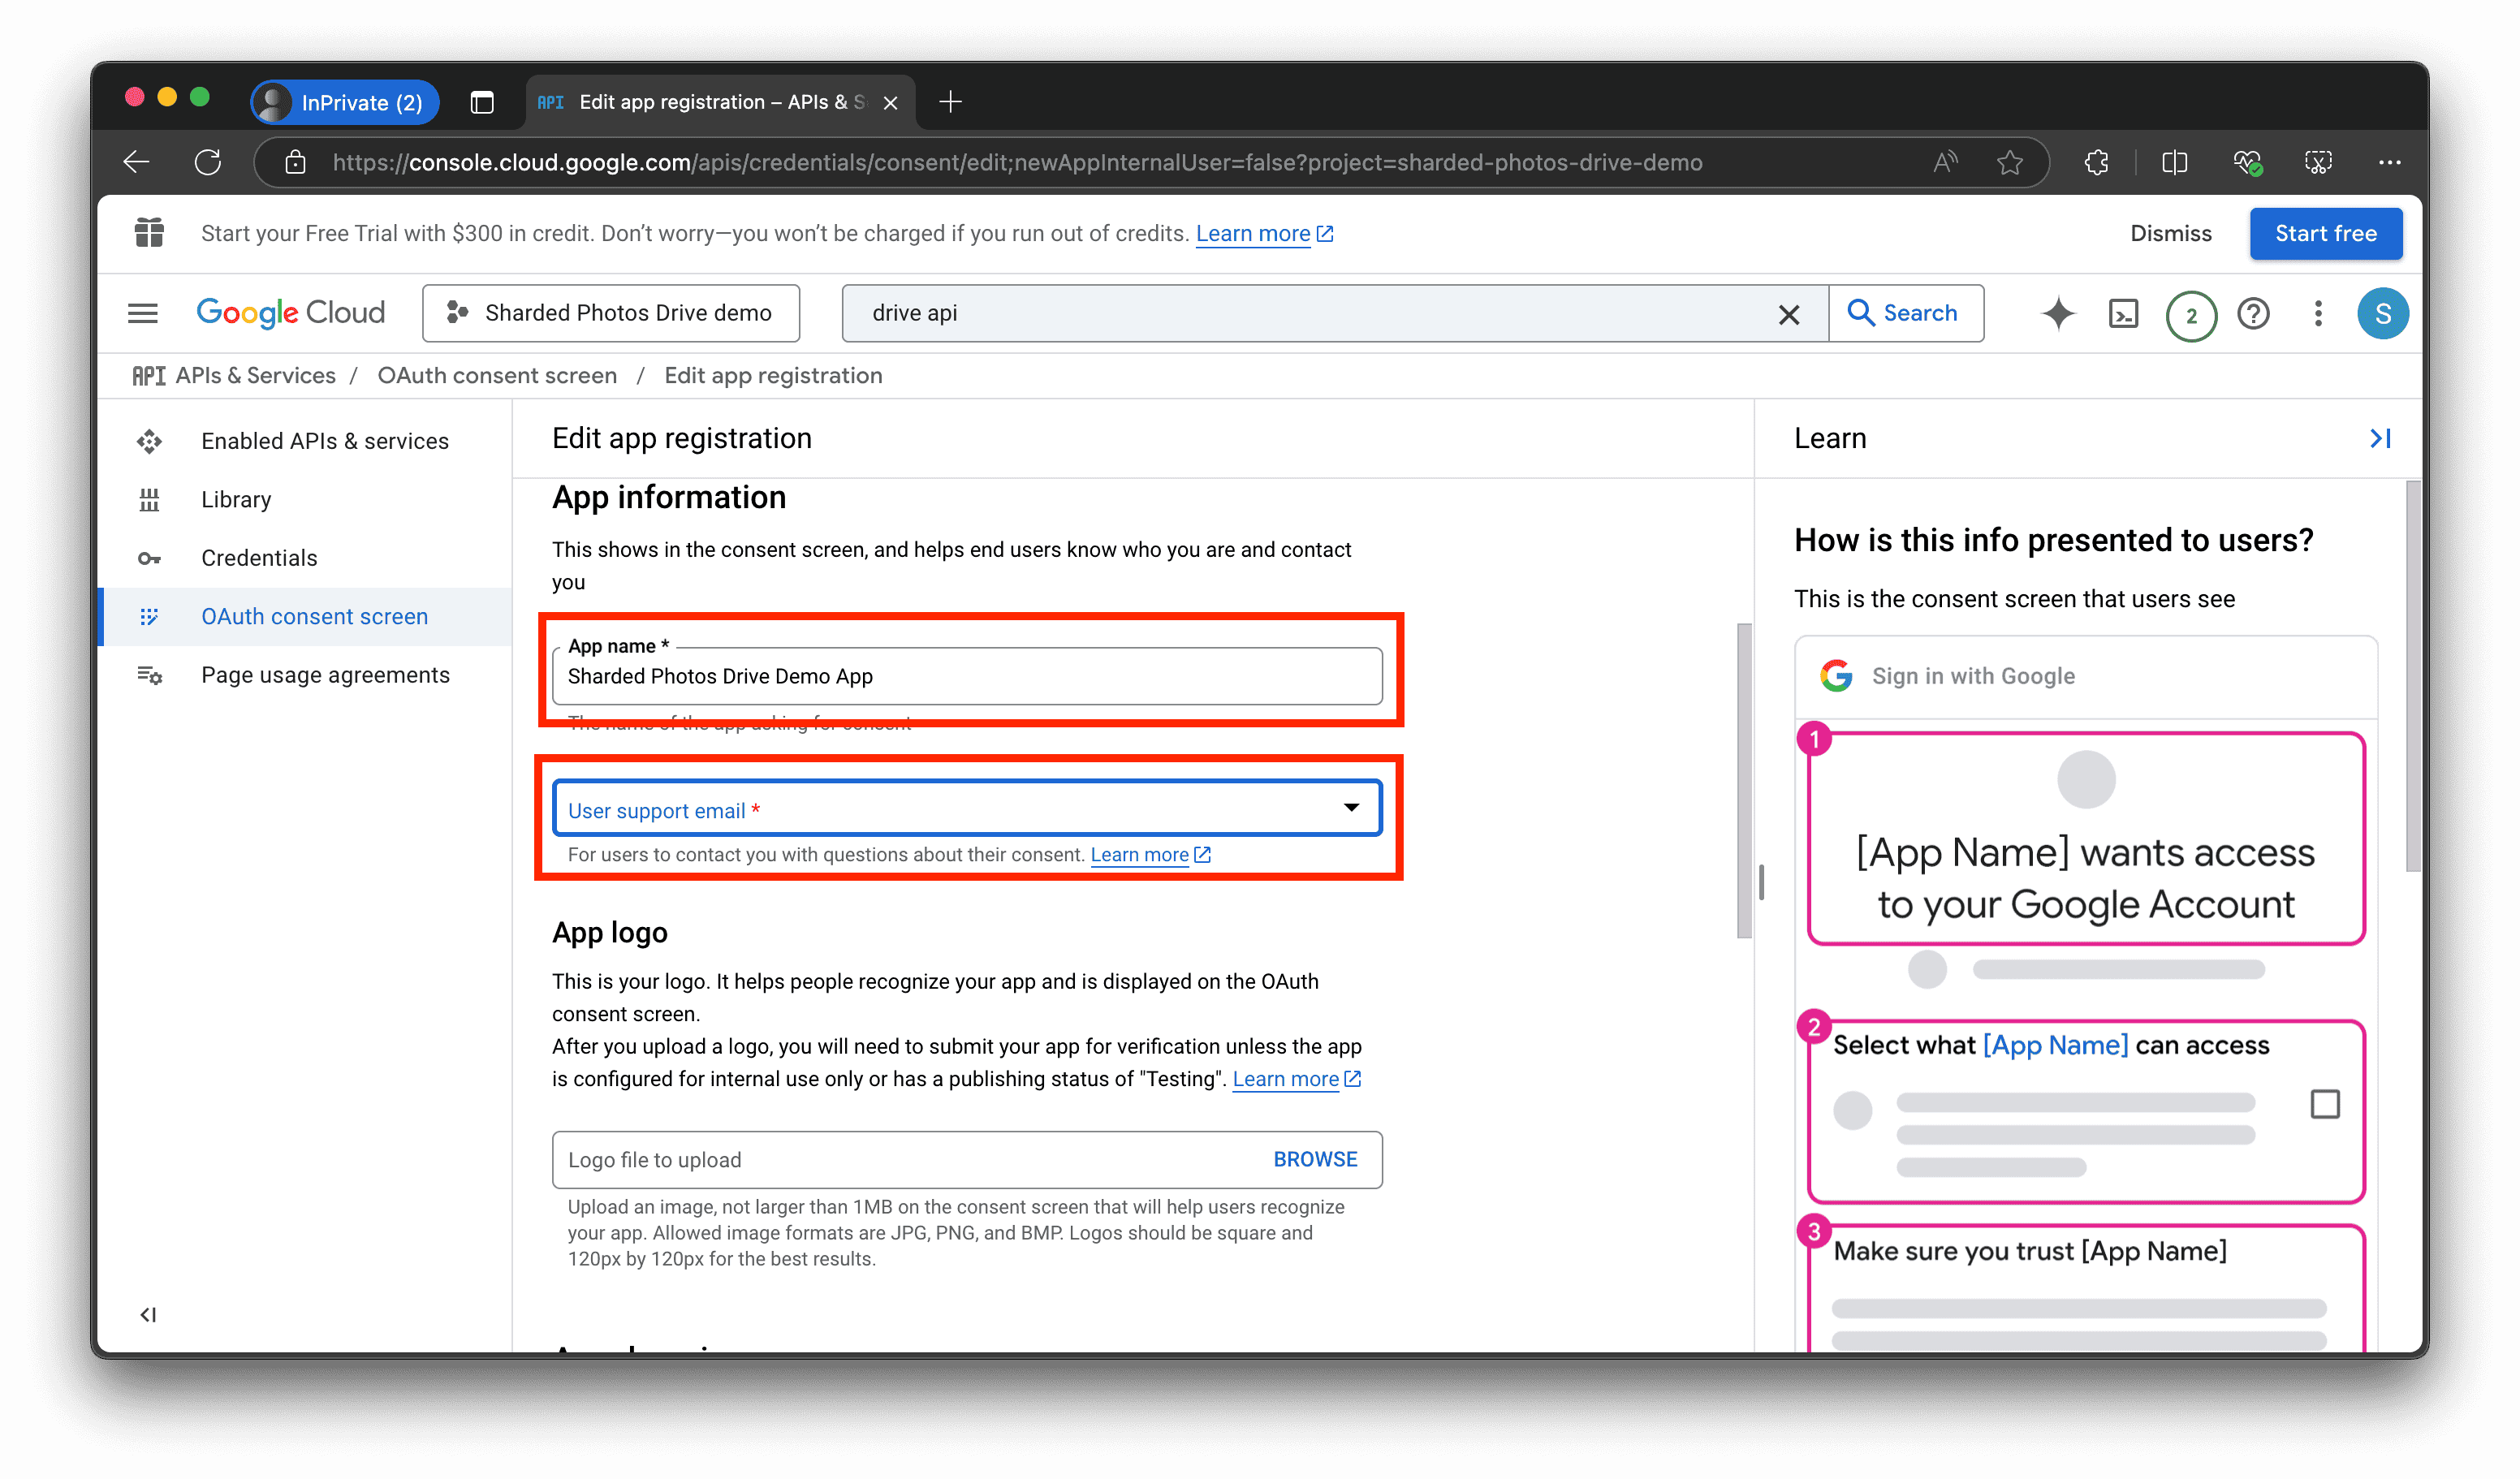 InPrivate (2)
API Edit app registration – APIs & S
https://console.cloud.google.com/apis/credentials/consent/edit;newAppInternalUser=false?project=sharded-photos-drive-demo
Start your Free Trial with $300 in credit. Don’t worry—you won’t be charged if you run out of credits. Learn more
Dismiss
Start free
Google Cloud
Sharded Photos Drive demo
drive api
Search
2
S
API APIs & Services / OAuth consent screen / Edit app registration
Enabled APIs & services
Library
Credentials
OAuth consent screen
Page usage agreements
Edit app registration
App information
This shows in the consent screen, and helps end users know who you are and contact
you
App name *
Sharded Photos Drive Demo App
The name of the app asking for consent
User support email *
For users to contact you with questions about their consent. Learn more
App logo
This is your logo. It helps people recognize your app and is displayed on the OAuth
consent screen.
After you upload a logo, you will need to submit your app for verification unless the app
is configured for internal use only or has a publishing status of "Testing". Learn more
Logo file to upload
BROWSE
Upload an image, not larger than 1MB on the consent screen that will help users recognize
your app. Allowed image formats are JPG, PNG, and BMP. Logos should be square and
120px by 120px for the best results.
Learn
How is this info presented to users?
This is the consent screen that users see
Sign in with Google
1
[App Name] wants access
to your Google Account
2
Select what [App Name] can access
3
Make sure you trust [App Name]